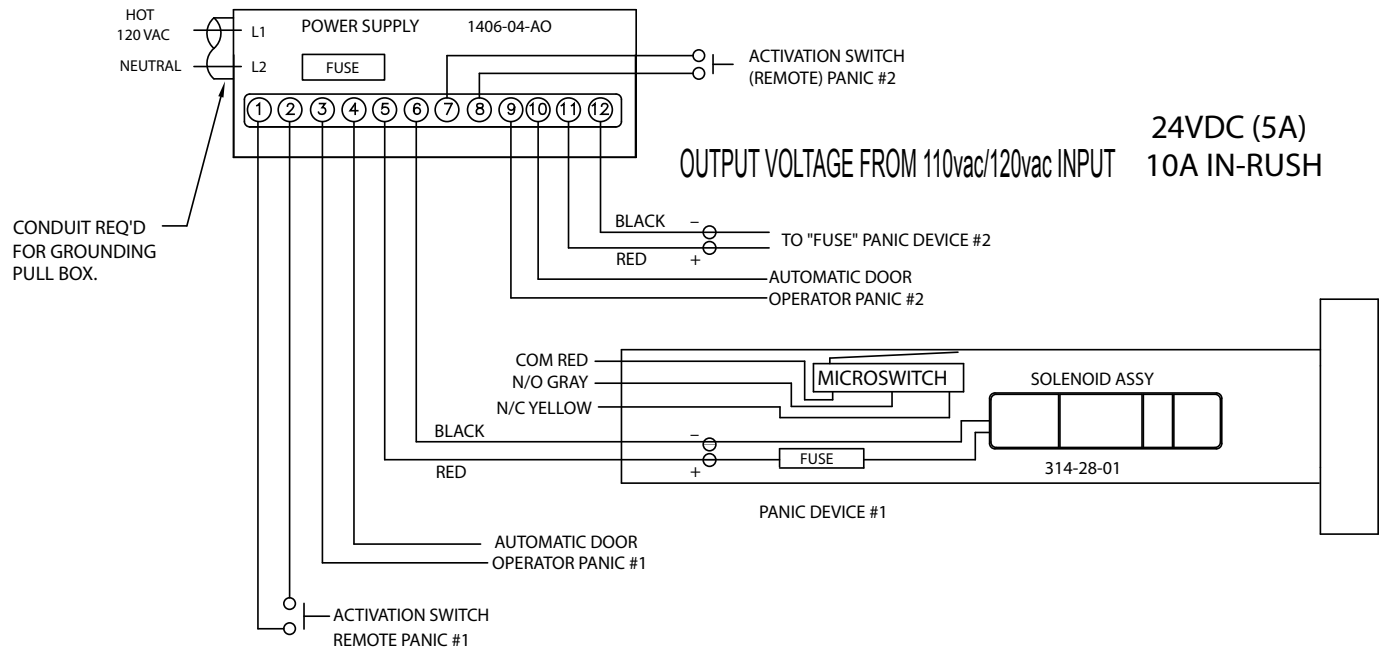 HOT
120 VAC
NEUTRAL
L1
L2
POWER SUPPLY 1406-04-AO
FUSE
1 2 3 4 5 6 7 8 9 10 11 12
ACTIVATION SWITCH
(REMOTE) PANIC #2
24VDC (5A)
OUTPUT VOLTAGE FROM 110vac/120vac INPUT 10A IN-RUSH
CONDUIT REQ'D
FOR GROUNDING
PULL BOX.
BLACK –
TO "FUSE" PANIC DEVICE #2
RED +
AUTOMATIC DOOR
OPERATOR PANIC #2
COM RED
N/O GRAY
N/C YELLOW
MICROSWITCH
SOLENOID ASSY
BLACK –
FUSE
RED +
314-28-01
PANIC DEVICE #1
AUTOMATIC DOOR
OPERATOR PANIC #1
ACTIVATION SWITCH
REMOTE PANIC #1